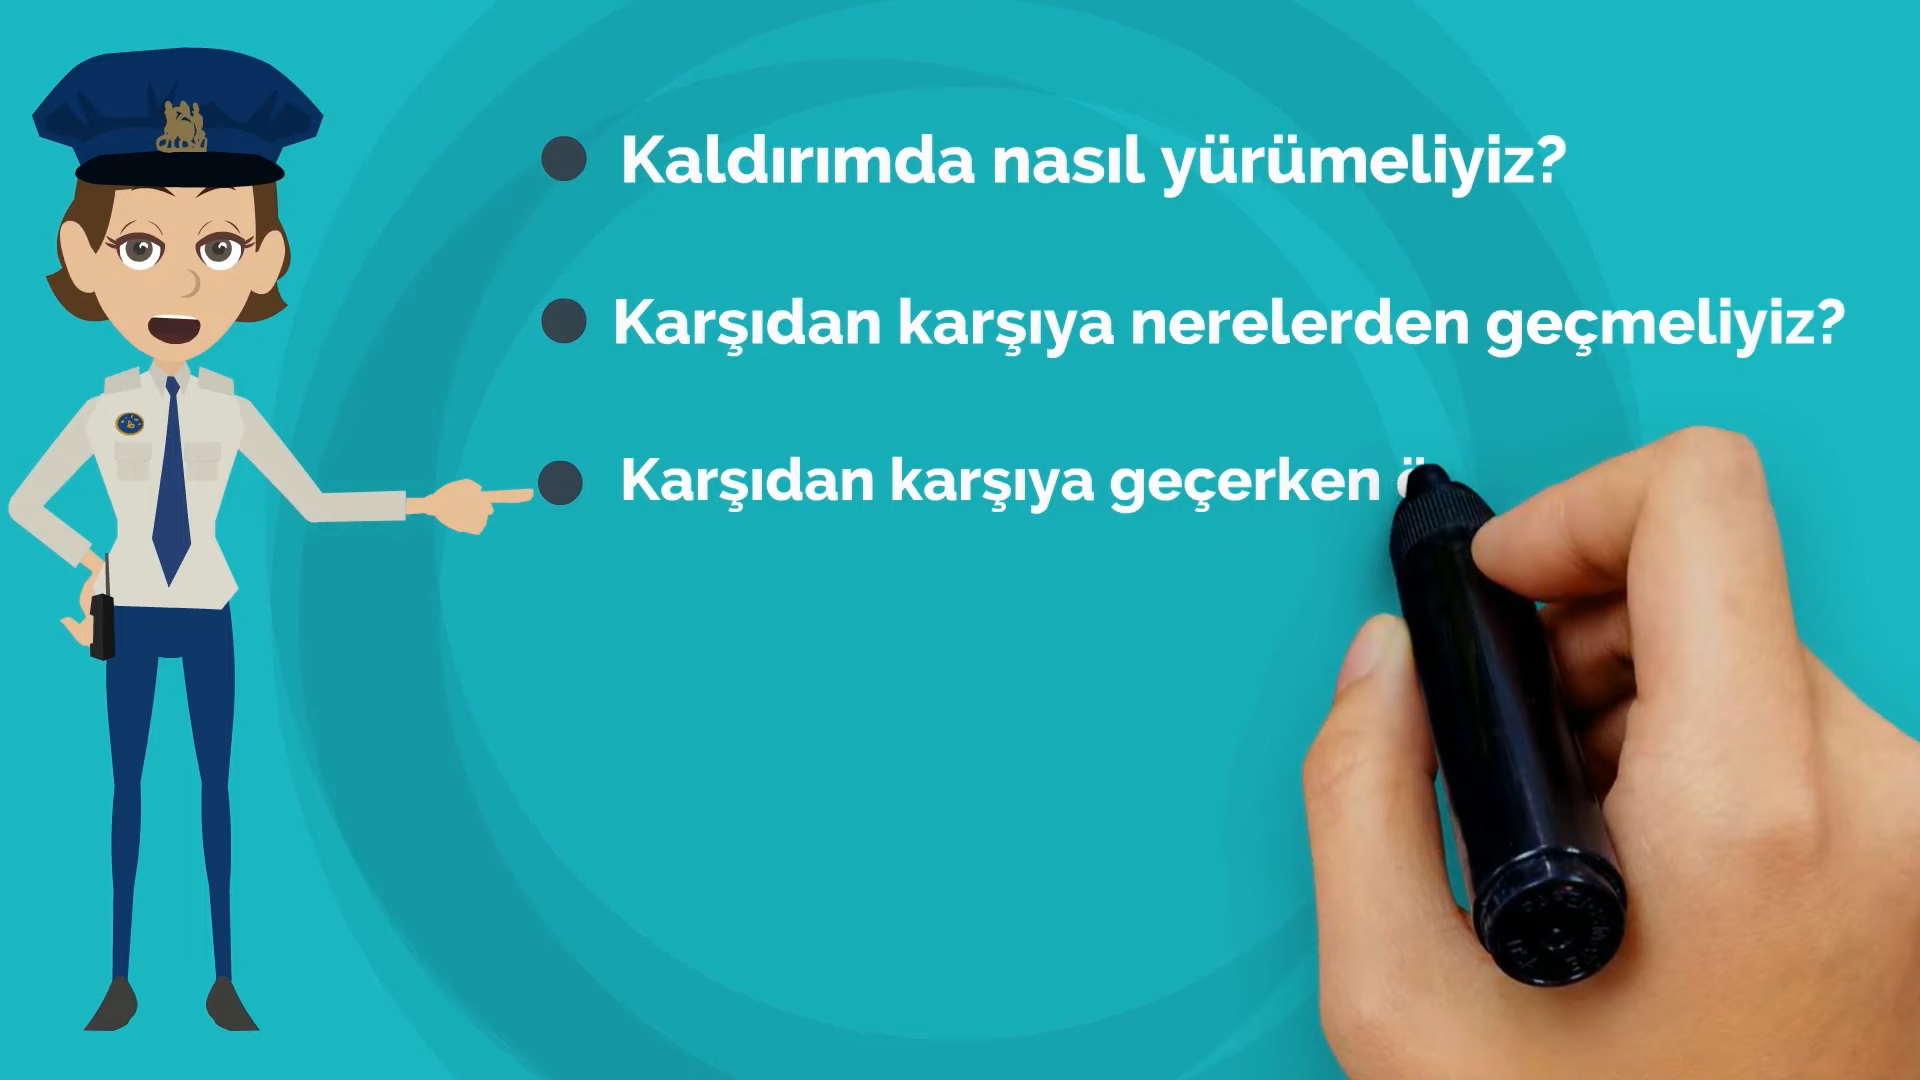 Kaldırımda nasıl yürümeliyiz?
Karşıdan karşıya nerelerden geçmeliyiz?
Karşıdan karşıya geçerken